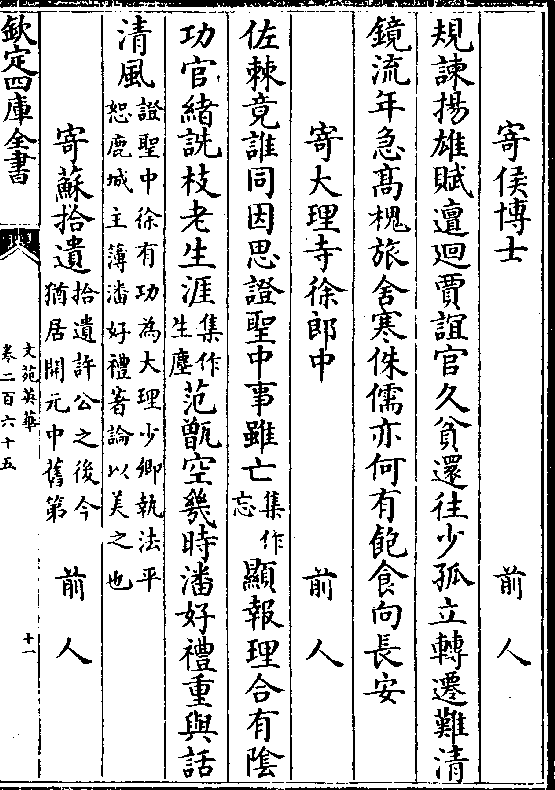 寄侯博士　前人
規諫揚雄賦邅迴賈誼官久貧還往少孤立轉遷難清
鏡流年急髙槐旅舍寒侏儒亦何有飽食向長安
寄大理寺徐郎中　前人
佐棘竟誰同因思證聖中事雖亡集作忘顯報理合有隂
功官緒詵枝老生涯集作生塵范甑空㡬時潘好禮重與話
清風證聖中徐有功為大理少卿執法平恕鹿城主簿潘好禮著論以美之也
寄蘇拾遺拾遺許公之後今猶居開元中舊第　前人
欽定四庫全書
文苑英華
卷二百六十五
十一